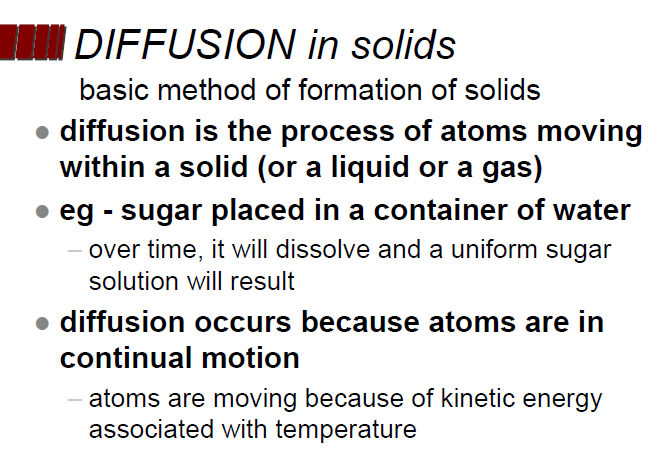 DIFFUSION in solids
basic method of formation of solids
● diffusion is the process of atoms moving
within a solid (or a liquid or a gas)
● eg - sugar placed in a container of water
– over time, it will dissolve and a uniform sugar
solution will result
● diffusion occurs because atoms are in
continual motion
– atoms are moving because of kinetic energy
associated with temperature